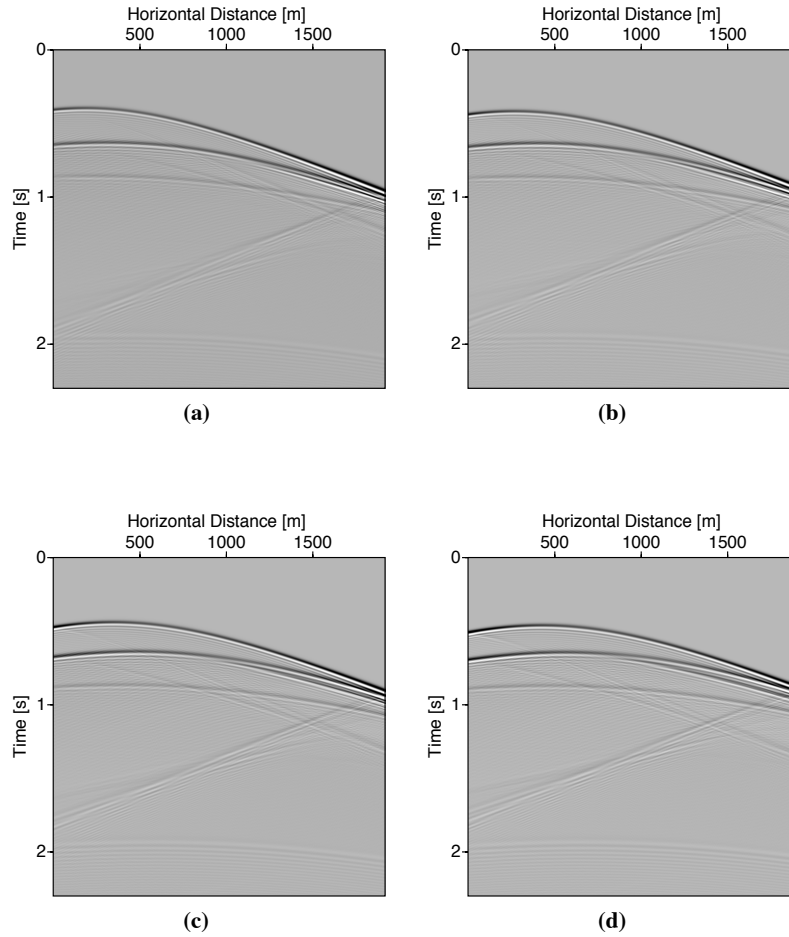 Horizontal Distance [m]
500 1000 1500
0
1
2
Time [s]
(a)
Horizontal Distance [m]
500 1000 1500
0
1
2
Time [s]
(b)
Horizontal Distance [m]
500 1000 1500
0
1
2
Time [s]
(c)
Horizontal Distance [m]
500 1000 1500
0
1
2
Time [s]
(d)